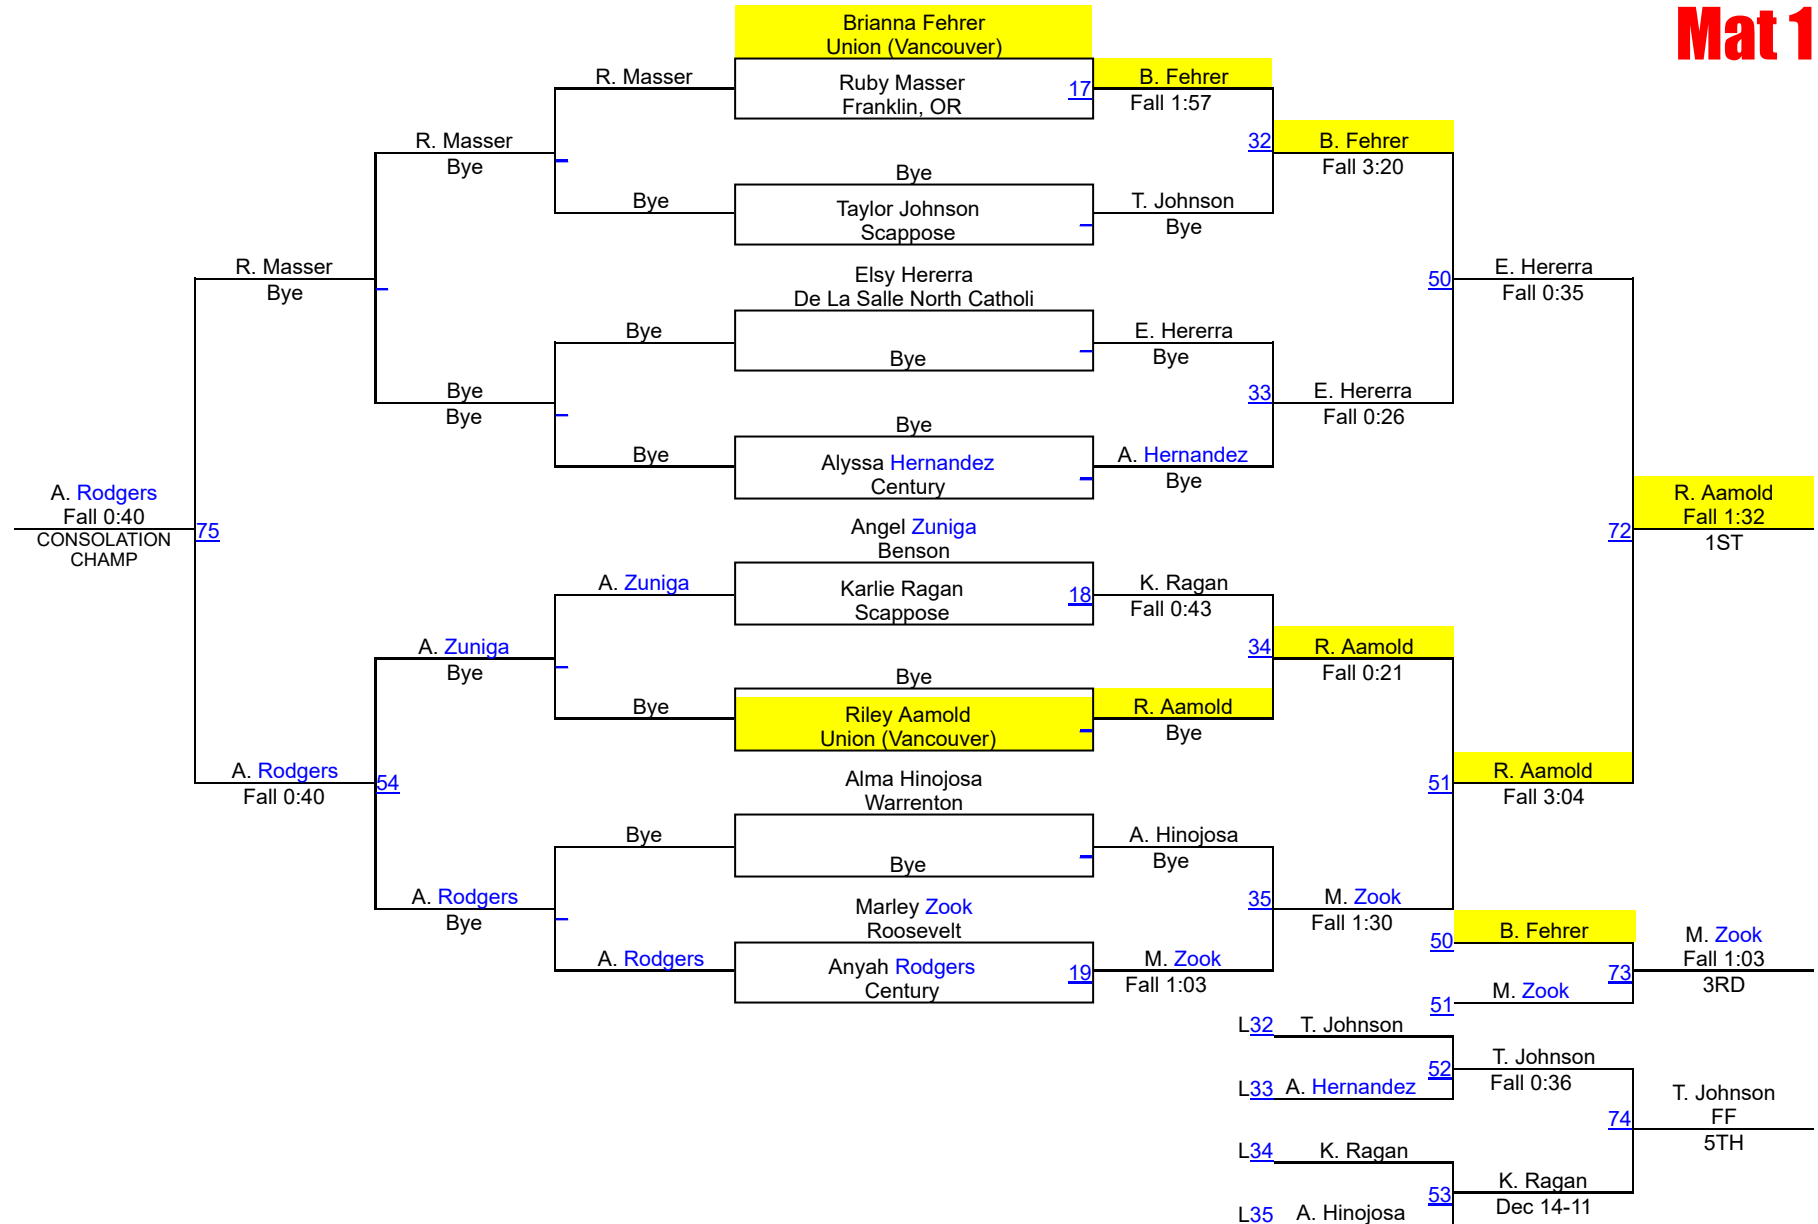 Mat 1
Brianna Fehrer
Union (Vancouver)
R. Masser
Ruby Masser
Franklin, OR
17
B. Fehrer
Fall 1:57
R. Masser
Bye
32
B. Fehrer
Fall 3:20
Bye
Bye
Taylor Johnson
Scappose
T. Johnson
Bye
R. Masser
Bye
Elsy Hererra
De La Salle North Catholi
50
E. Hererra
Fall 0:35
Bye
Bye
E. Hererra
Bye
Bye
Bye
33
E. Hererra
Fall 0:26
Bye
Bye
Alyssa Hernandez
Century
A. Hernandez
Bye
A. Rodgers
Fall 0:40
CONSOLATION
CHAMP
75
Angel Zuniga
Benson
72
R. Aamold
Fall 1:32
1ST
A. Zuniga
Karlie Ragan
Scappose
18
K. Ragan
Fall 0:43
A. Zuniga
Bye
34
R. Aamold
Fall 0:21
Bye
Bye
Riley Aamold
Union (Vancouver)
R. Aamold
Bye
A. Rodgers
Fall 0:40
54
Alma Hinojosa
Warrenton
51
R. Aamold
Fall 3:04
Bye
Bye
A. Hinojosa
Bye
A. Rodgers
Bye
Marley Zook
Roosevelt
35
M. Zook
Fall 1:30
A. Rodgers
Anyah Rodgers
Century
19
M. Zook
Fall 1:03
50
B. Fehrer
73
M. Zook
Fall 1:03
3RD
51
M. Zook
L32
T. Johnson
52
T. Johnson
Fall 0:36
L33
A. Hernandez
74
T. Johnson
FF
5TH
L34
K. Ragan
53
K. Ragan
Dec 14-11
L35
A. Hinojosa